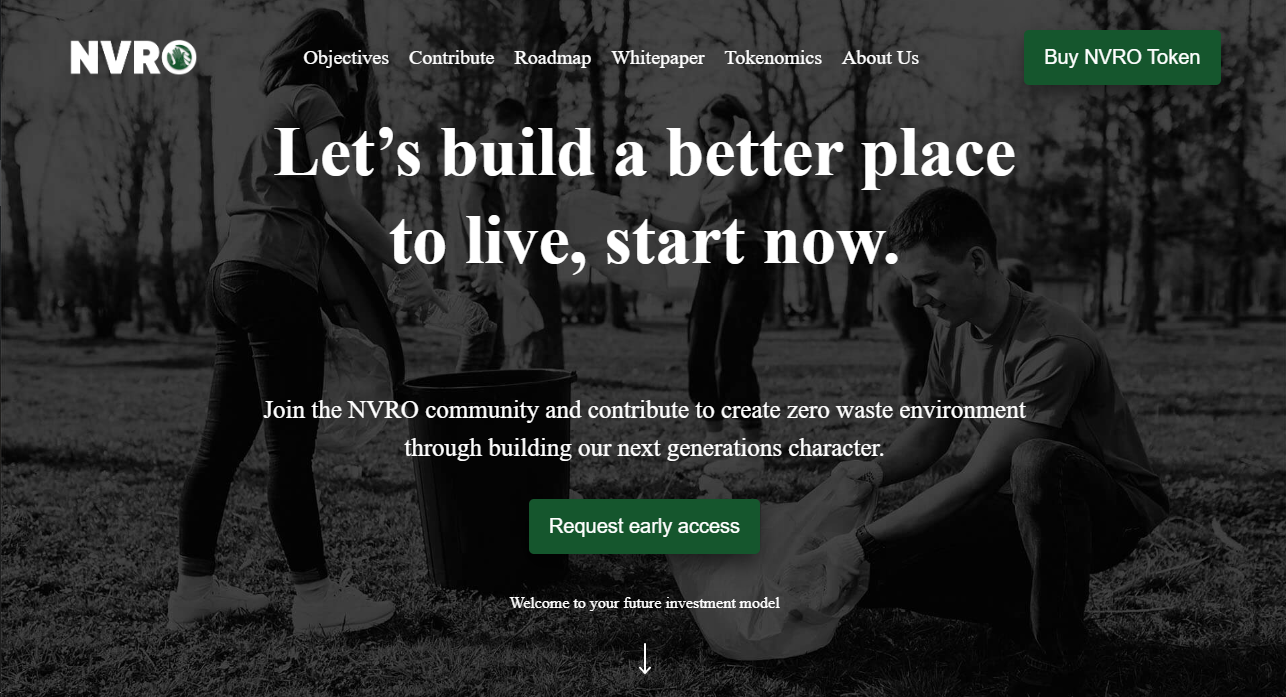 NVRO
Objectives Contribute Roadmap Whitepaper Tokenomics About Us
Buy NVRO Token
Let’s build a better place
to live, start now.
Join the NVRO community and contribute to create zero waste environment
through building our next generations character.
Request early access
Welcome to your future investment model